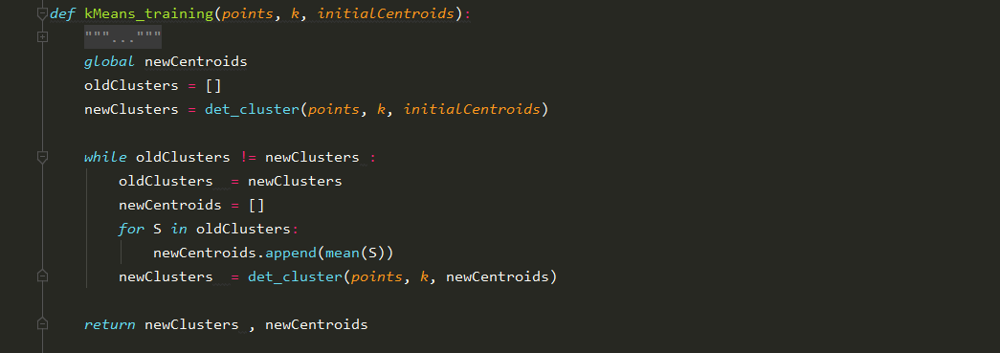 def kMeans_training(points, k, initialCentroids):
"""..."""
global newCentroids
oldClusters = []
newClusters = det_cluster(points, k, initialCentroids)
while oldClusters != newClusters :
oldClusters  = newClusters
newCentroids = []
for S in oldClusters:
newCentroids.append(mean(S))
newClusters  = det_cluster(points, k, newCentroids)
return newClusters , newCentroids